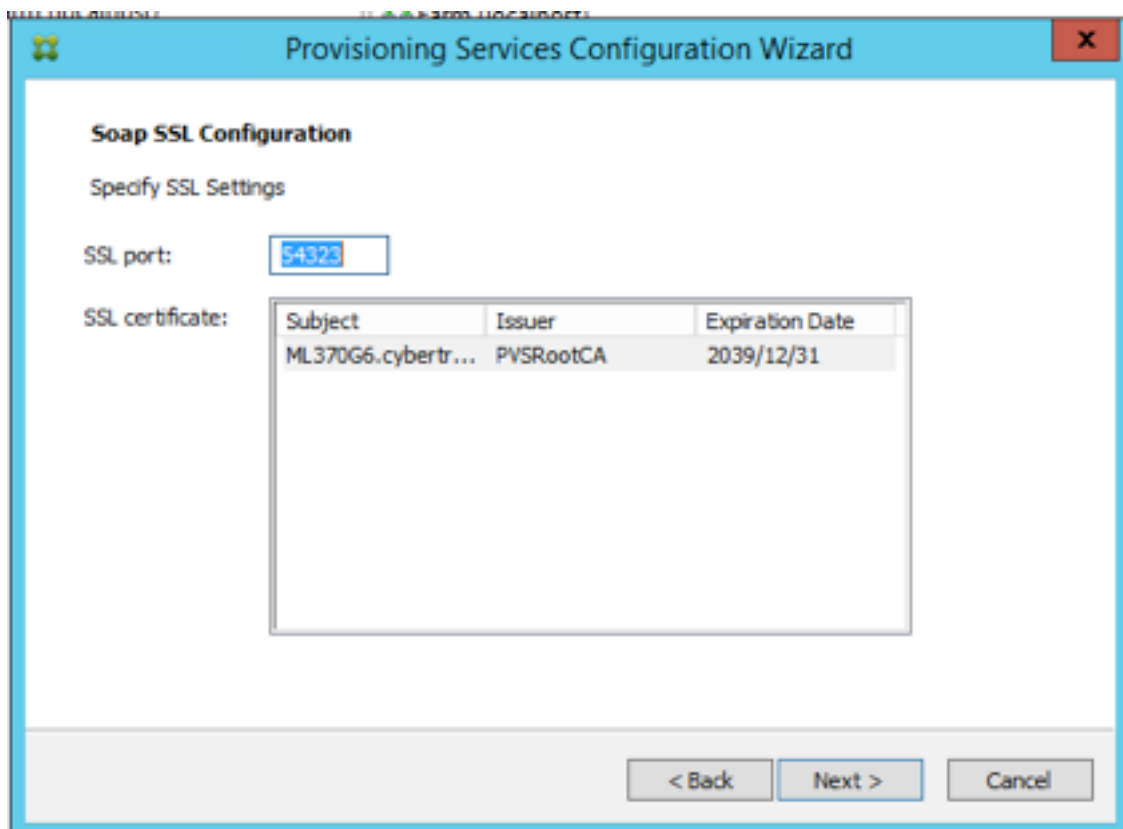 Provisioning Services Configuration Wizard
Soap SSL Configuration
Specify SSL Settings
SSL port: 54323
SSL certificate: Subject Issuer Expiration Date
ML370G6.cybertr... PVSRootCA 2039/12/31
< Back Next > Cancel